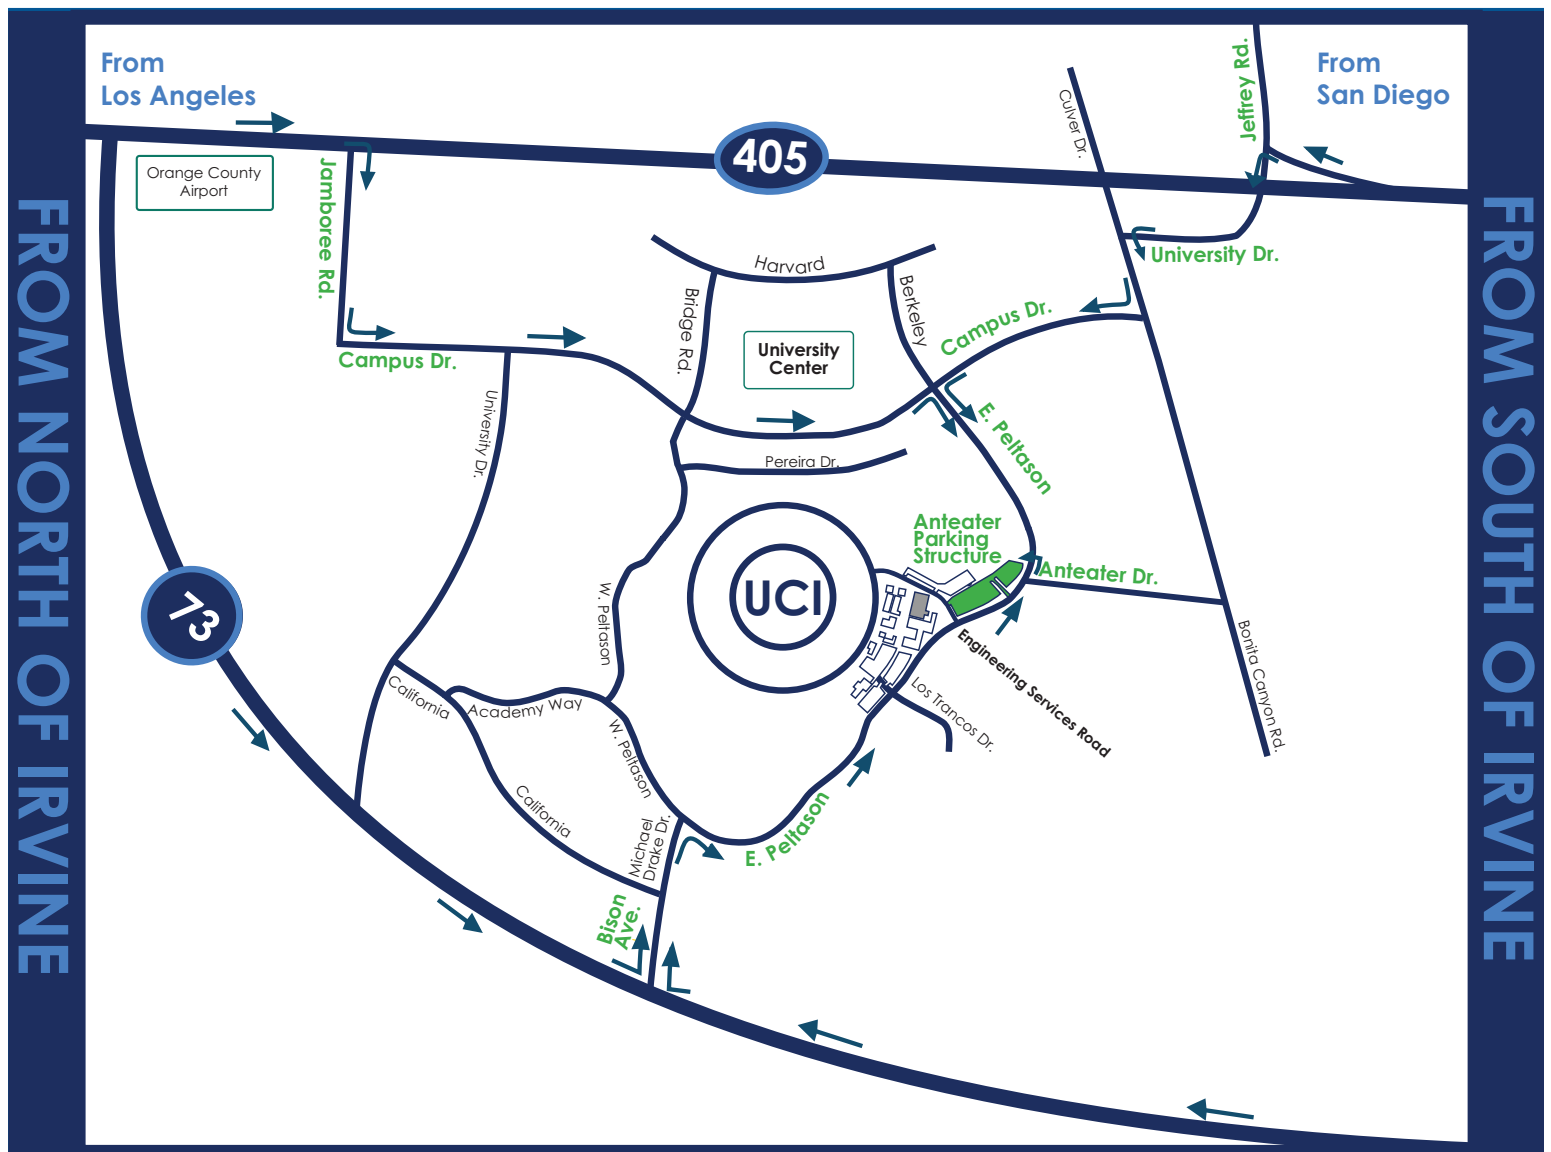 From
Los Angeles
From
San Diego
FROM NORTH OF IRVINE
FROM SOUTH OF IRVINE
405
Orange County
Airport
Jamboree Rd.
Culver Dr.
Jeffrey Rd.
University Dr.
Harvard
Bridge Rd.
Berkeley
Campus Dr.
University
Center
Campus Dr.
University Dr.
E. Peltason
Pereira Dr.
Anteater
Parking
Structure
Anteater Dr.
UCI
73
W. Peltason
Engineering Services Road
Bonita Canyon Rd.
California
Academy Way
Los Trancos Dr.
W. Peltason
California
Michael
Drake Dr.
E. Peltason
Bison
Ave.